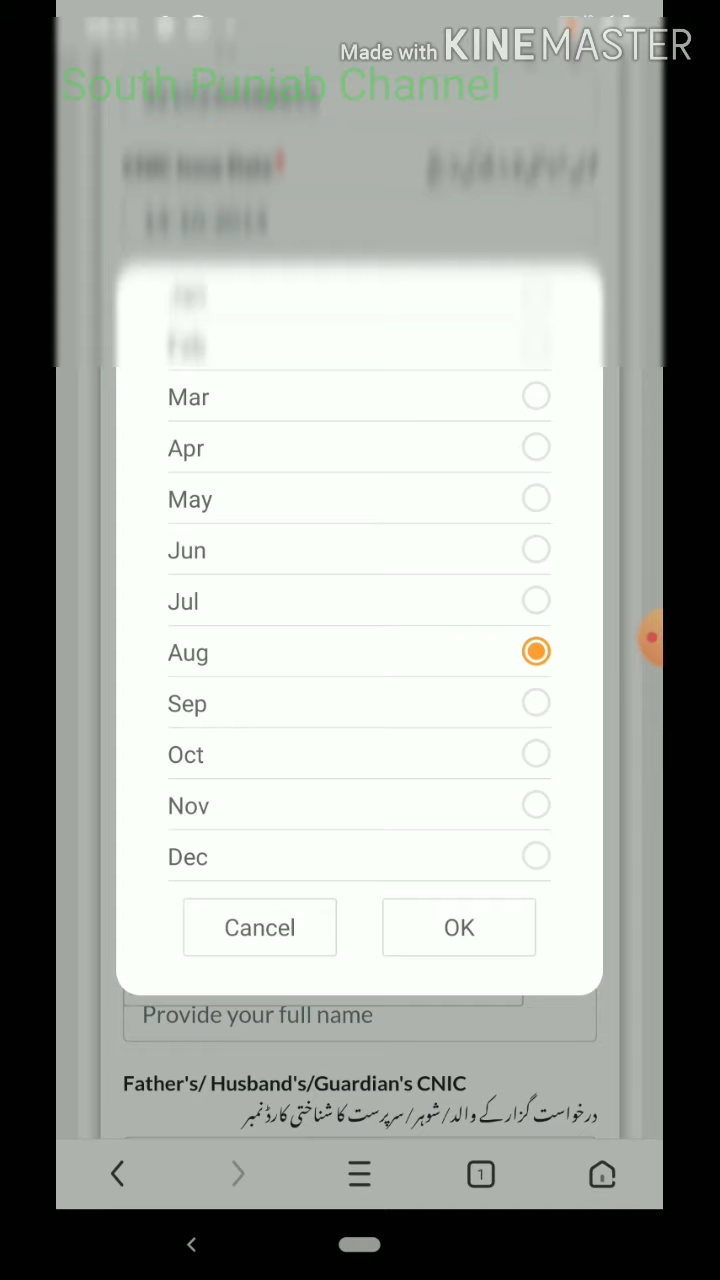 Made with KINEMASTER
South Punjab Channel
Mar
Apr
May
Jun
Jul
Aug
Sep
Oct
Nov
Dec
Cancel
OK
Provide your full name
Father's/ Husband's/Guardian's CNIC
درخواست گزار کے والد/شوہر/سرپرست کا شناختی کارڈ نمبر
1